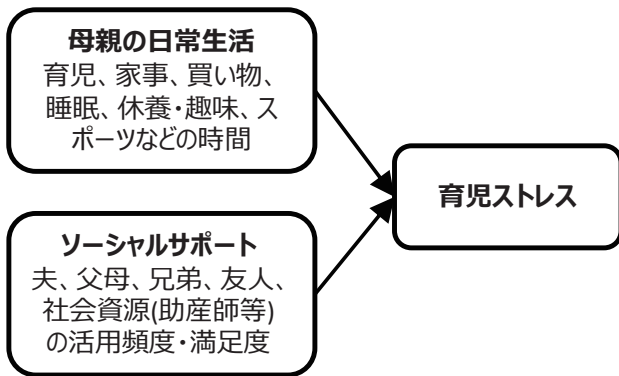 母親の日常生活
育児、家事、買い物、
睡眠、休養・趣味、ス
ポーツなどの時間
育児ストレス
ソーシャルサポート
夫、父母、兄弟、友人、
社会資源(助産師等)
の活用頻度・満足度